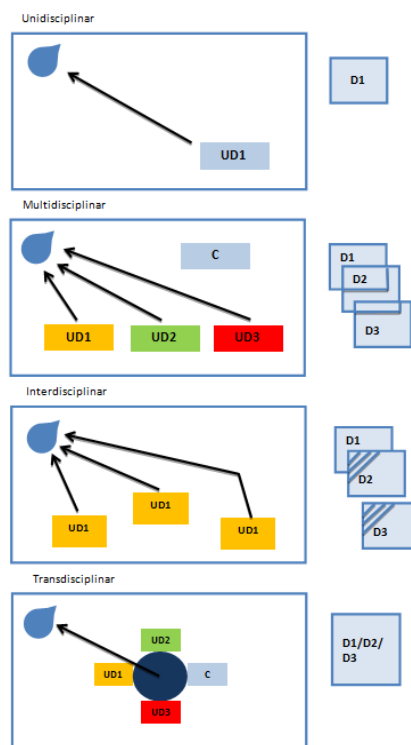 Unidisciplinar
D1
UD1
Multidisciplinar
C
D1
D2
UD1
UD2
UD3
D3
Interdisciplinar
D1
D2
UD1
UD1
UD1
D3
Transdisciplinar
UD2
D1/D2/
D3
UD1
C
UD3